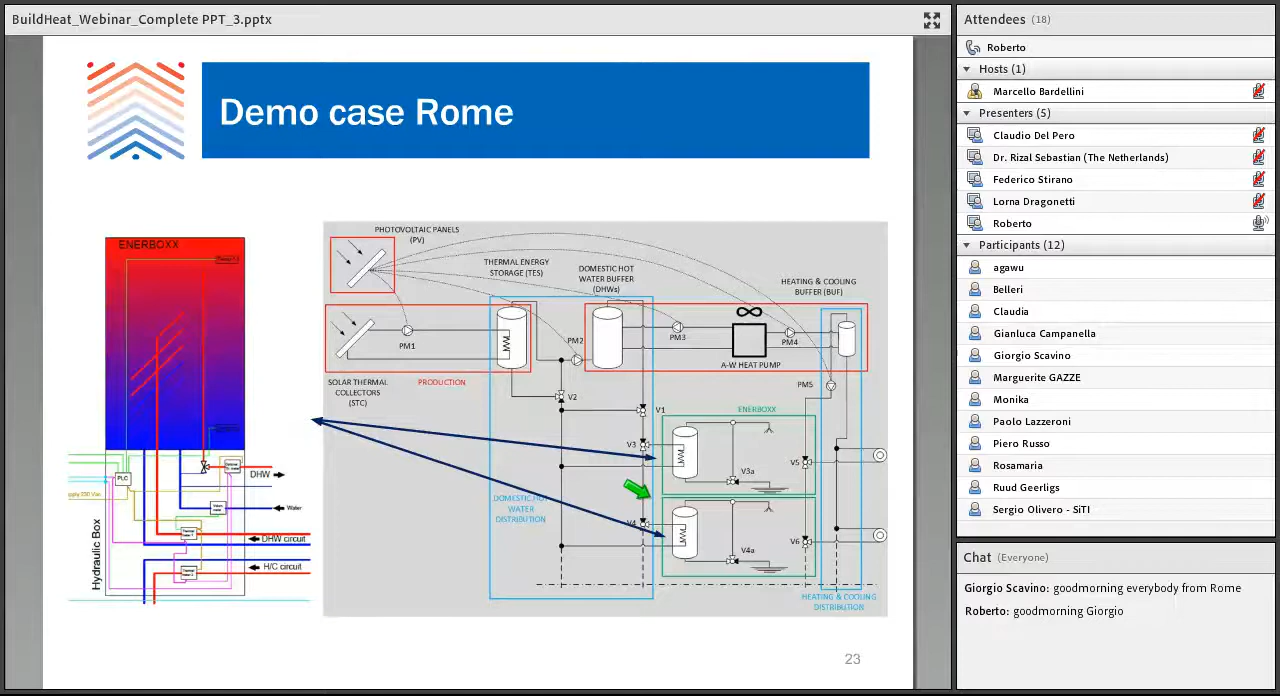 BuildHeat_Webinar_Complete PPT_3.pptx
Demo case Rome
ENERBOXX
PLC
DHW
Water
DHW circuit
H/C circuit
Hydraulic Box
PHOTOVOLTAIC PANELS
(PV)
THERMAL ENERGY
STORAGE (TES)
DOMESTIC HOT
WATER BUFFER
(DHWs)
HEATING & COOLING
BUFFER (BUF)
PM1
PM2
PM3
PM4
A-W HEAT PUMP
SOLAR THERMAL
COLLECTORS
(STC)
PRODUCTION
PM5
V2
V1
ENERBOXX
V3
V3a
V5
DOMESTIC HOT
WATER
DISTRIBUTION
V4
V4a
V6
HEATING & COOLING
DISTRIBUTION
23
Attendees (18)
Roberto
Hosts (1)
Marcello Bardellini
Presenters (5)
Claudio Del Pero
Dr. Rizal Sebastian (The Netherlands)
Federico Stirano
Lorna Dragonetti
Roberto
Participants (12)
agawu
Belleri
Claudia
Gianluca Campanella
Giorgio Scavino
Marguerite GAZZE
Monika
Paolo Lazzeroni
Piero Russo
Rosamaria
Ruud Geerligs
Sergio Olivero - SiTI
Chat (Everyone)
Giorgio Scavino: goodmorning everybody from Rome
Roberto: goodmorning Giorgio